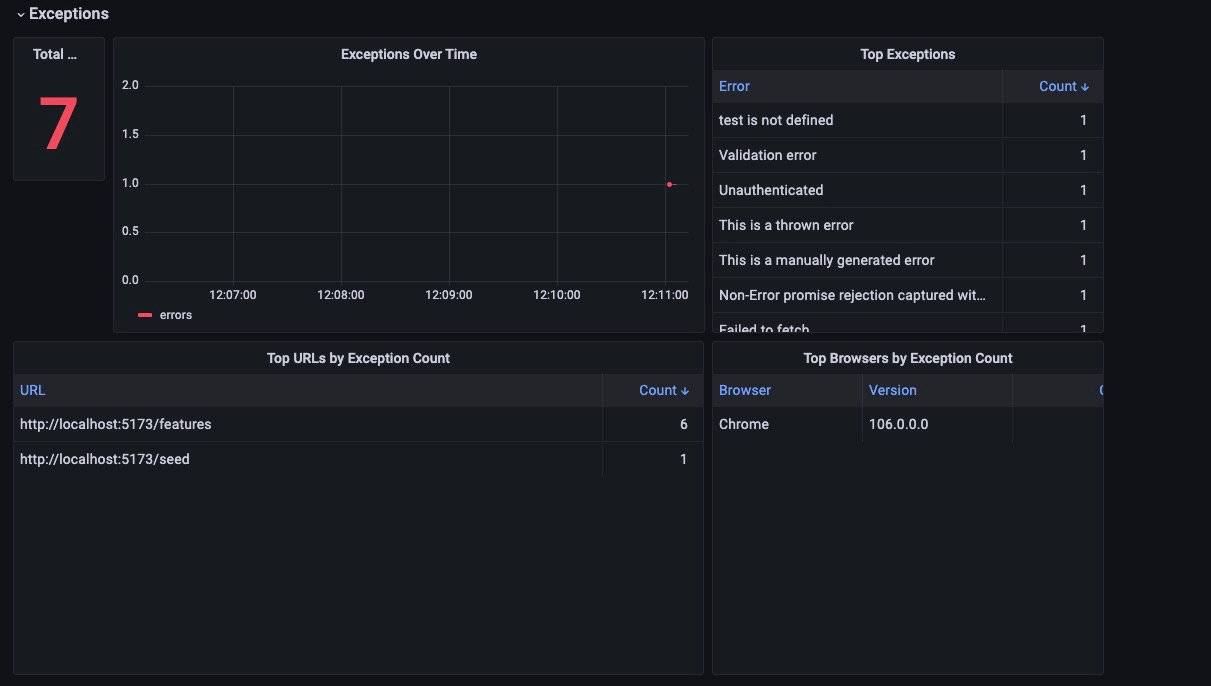 Exceptions
Total ...
7
Exceptions Over Time
2.0
1.5
1.0
0.5
0.0
12:07:00 12:08:00 12:09:00 12:10:00 12:11:00
errors
Top Exceptions
Error Count
test is not defined 1
Validation error 1
Unauthenticated 1
This is a thrown error 1
This is a manually generated error 1
Non-Error promise rejection captured wit... 1
Failed to fetch 1
Top URLs by Exception Count
URL Count
http://localhost:5173/features 6
http://localhost:5173/seed 1
Top Browsers by Exception Count
Browser Version
Chrome 106.0.0.0